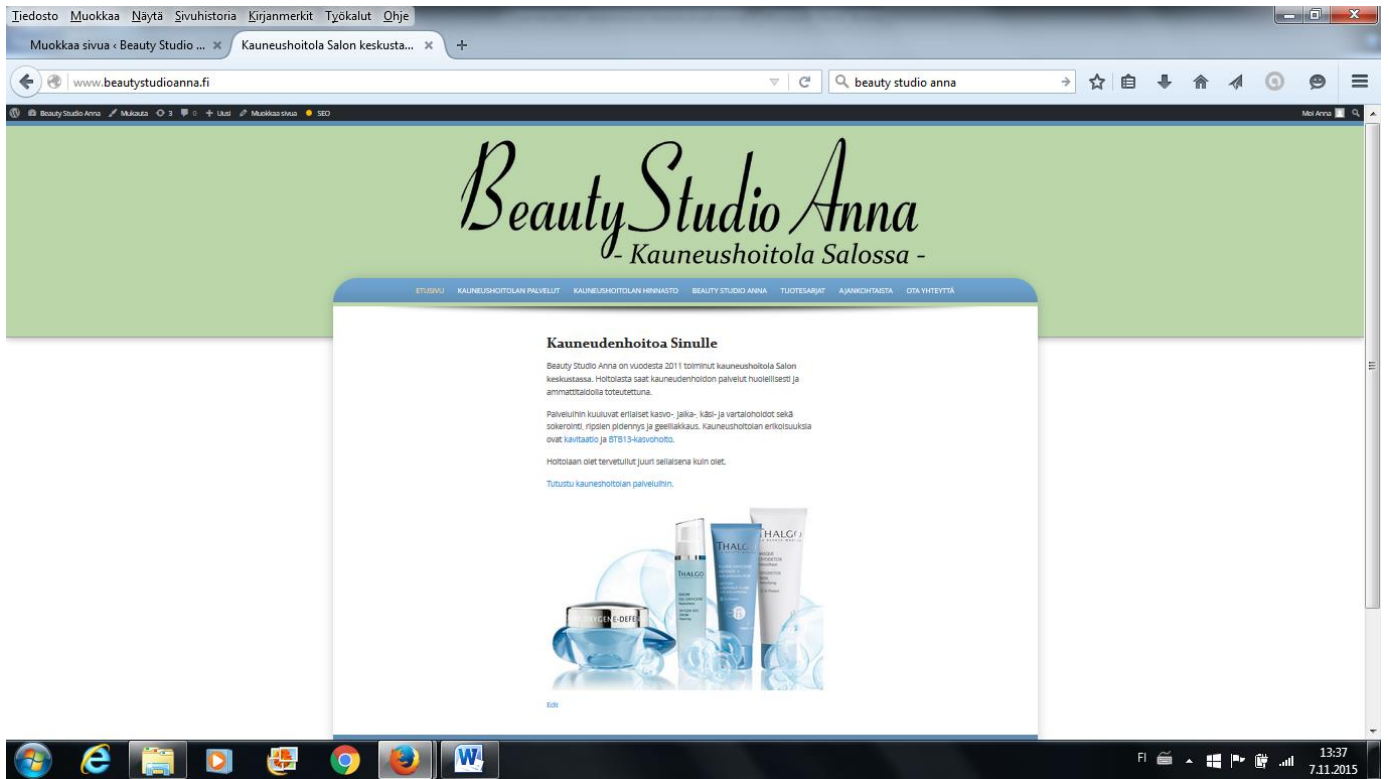 Tiedosto Muokkaa Näytä Sivuhistoria Kirjanmerkit Työkalut Ohje
Muokkaa sivua ‹ Beauty Studio ... × Kauneushoitola Salon keskusta... × +
www.beautystudioanna.fi beauty studio anna
Beauty Studio Anna Mukauta 3 0 + Uusi Muokkaa sivua SEO Moi Anna
Beauty Studio Anna
- Kauneushoitola Salossa -
ETUSIVU KAUNEUSHOITOLAN PALVELUT KAUNEUSHOITOLAN HINNASTO BEAUTY STUDIO ANNA TUOTESARJAT AJANKOHTAISTA OTA YHTEYTTÄ
Kauneudenhoitoa Sinulle
Beauty Studio Anna on vuodesta 2011 toiminut kauneushoitola Salon
keskustassa. Hoitolasta saat kauneudenhoidon palvelut huolellisesti ja
ammattitaidolla toteutettuna.
Palveluihin kuuluvat erilaiset kasvo-, jalka-, käsi- ja vartalohoidot sekä
sokerointi, ripsien pidennys ja geelilakkaus. Kauneushoitolan erikoisuuksia
ovat kavitaatio ja BTB13-kasvohoito.
Hoitolaan olet tervetullut juuri sellaisena kuin olet.
Tutustu kauneshoitolan palveluihin.
THALGO
THALGO
THALGO
OXYGENE-DEFE
Edit
FI 13:37
7.11.2015